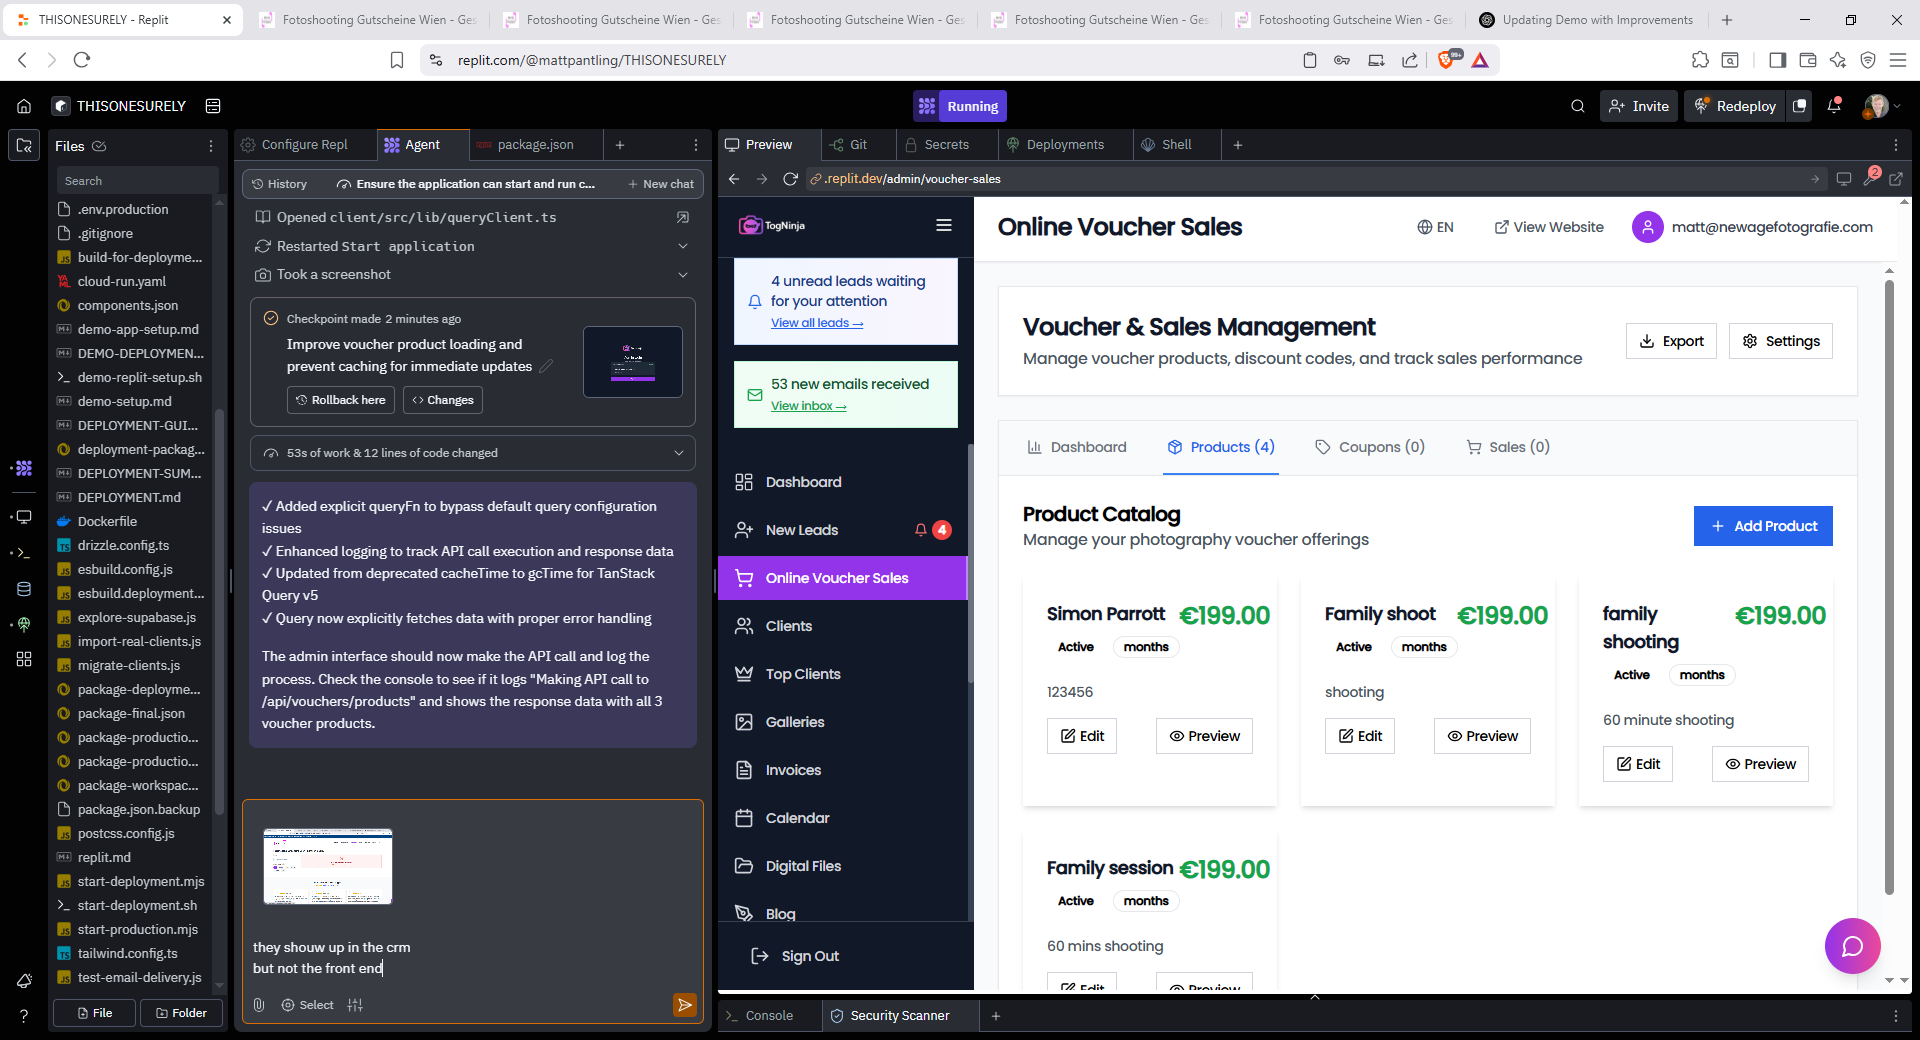 THISONESURELY - Replit
Fotoshooting Gutscheine Wien - Ges
Fotoshooting Gutscheine Wien - Ges
Fotoshooting Gutscheine Wien - Ges
Fotoshooting Gutscheine Wien - Ges
Fotoshooting Gutscheine Wien - Ges
Updating Demo with Improvements
replit.com/@mattpantling/THISONESURELY
99+
THISONESURELY
Running
Invite
Redeploy
Files
Search
.env.production
.gitignore
build-for-deployme...
cloud-run.yaml
components.json
demo-app-setup.md
DEMO-DEPLOYMEN...
demo-replit-setup.sh
demo-setup.md
DEPLOYMENT-GUI...
deployment-packag...
DEPLOYMENT-SUM...
DEPLOYMENT.md
Dockerfile
drizzle.config.ts
esbuild.config.js
esbuild.deployment...
explore-supabase.js
import-real-clients.js
migrate-clients.js
package-deployme...
package-final.json
package-productio...
package-productio...
package-workspac...
package.json.backup
postcss.config.js
replit.md
start-deployment.mjs
start-deployment.sh
start-production.mjs
tailwind.config.ts
test-email-delivery.js
File
Folder
Configure Repl
Agent
package.json
History
Ensure the application can start and run c...
New chat
Opened client/src/lib/queryClient.ts
Restarted Start application
Took a screenshot
Checkpoint made 2 minutes ago
Improve voucher product loading and
prevent caching for immediate updates
Rollback here
Changes
53s of work & 12 lines of code changed
✓ Added explicit queryFn to bypass default query configuration
issues
✓ Enhanced logging to track API call execution and response data
✓ Updated from deprecated cacheTime to gcTime for TanStack
Query v5
✓ Query now explicitly fetches data with proper error handling
The admin interface should now make the API call and log the
process. Check the console to see if it logs "Making API call to
/api/vouchers/products" and shows the response data with all 3
voucher products.
they shouw up in the crm
but not the front end
Select
Preview
Git
Secrets
Deployments
Shell
.replit.dev/admin/voucher-sales
2
TogNinja
4 unread leads waiting
for your attention
View all leads →
53 new emails received
View inbox →
Dashboard
New Leads
4
Online Voucher Sales
Clients
Top Clients
Galleries
Invoices
Calendar
Digital Files
Blog
Sign Out
Online Voucher Sales
EN
View Website
matt@newagefotografie.com
Voucher & Sales Management
Manage voucher products, discount codes, and track sales performance
Export
Settings
Dashboard
Products (4)
Coupons (0)
Sales (0)
Product Catalog
Manage your photography voucher offerings
Add Product
Simon Parrott €199.00
Active months
123456
Edit
Preview
Family shoot €199.00
Active months
shooting
Edit
Preview
family
shooting
€199.00
Active months
60 minute shooting
Edit
Preview
Family session €199.00
Active months
60 mins shooting
Edit
Preview
Console
Security Scanner